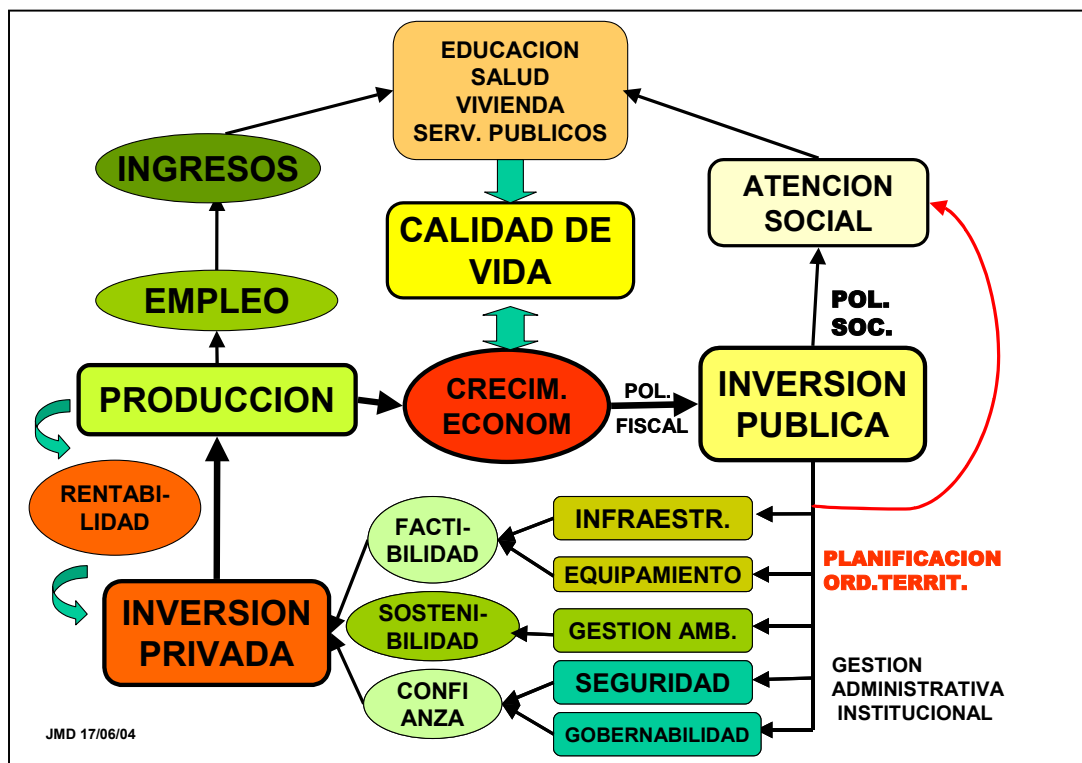 EDUCACION
SALUD
VIVIENDA
SERV. PUBLICOS
INGRESOS
ATENCION
SOCIAL
CALIDAD DE
VIDA
EMPLEO
POL.
SOC.
PRODUCCION
CRECIM.
ECONOM
POL.
FISCAL
INVERSION
PUBLICA
RENTABI-
LIDAD
FACTI-
BILIDAD
INFRAESTR.
EQUIPAMIENTO
PLANIFICACION
ORD.TERRIT.
INVERSION
PRIVADA
SOSTENI-
BILIDAD
GESTION AMB.
CONFI
ANZA
SEGURIDAD
GOBERNABILIDAD
GESTION
ADMINISTRATIVA
INSTITUCIONAL
JMD 17/06/04